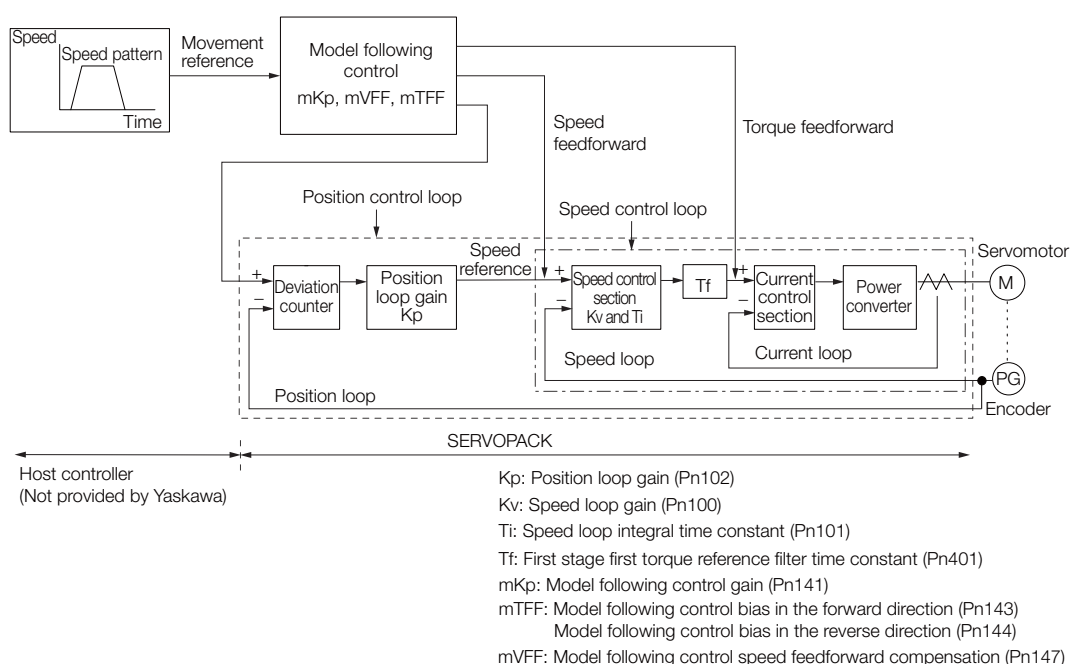 Speed
Speed pattern
Time
Movement
reference
Model following
control
mKp, mVFF, mTFF
Speed
feedforward
Torque feedforward
Position control loop
Speed control loop
Speed
reference
Servomotor
+
−
Deviation
counter
Position
loop gain
Kp
+
−
Speed control
section
Kv and Ti
Tf
+
−
Current
control
section
Power
converter
M
Speed loop
Current loop
PG
Position loop
Encoder
SERVOPACK
Host controller
(Not provided by Yaskawa)
Kp: Position loop gain (Pn102)
Kv: Speed loop gain (Pn100)
Ti: Speed loop integral time constant (Pn101)
Tf: First stage first torque reference filter time constant (Pn401)
mKp: Model following control gain (Pn141)
mTFF: Model following control bias in the forward direction (Pn143)
Model following control bias in the reverse direction (Pn144)
mVFF: Model following control speed feedforward compensation (Pn147)